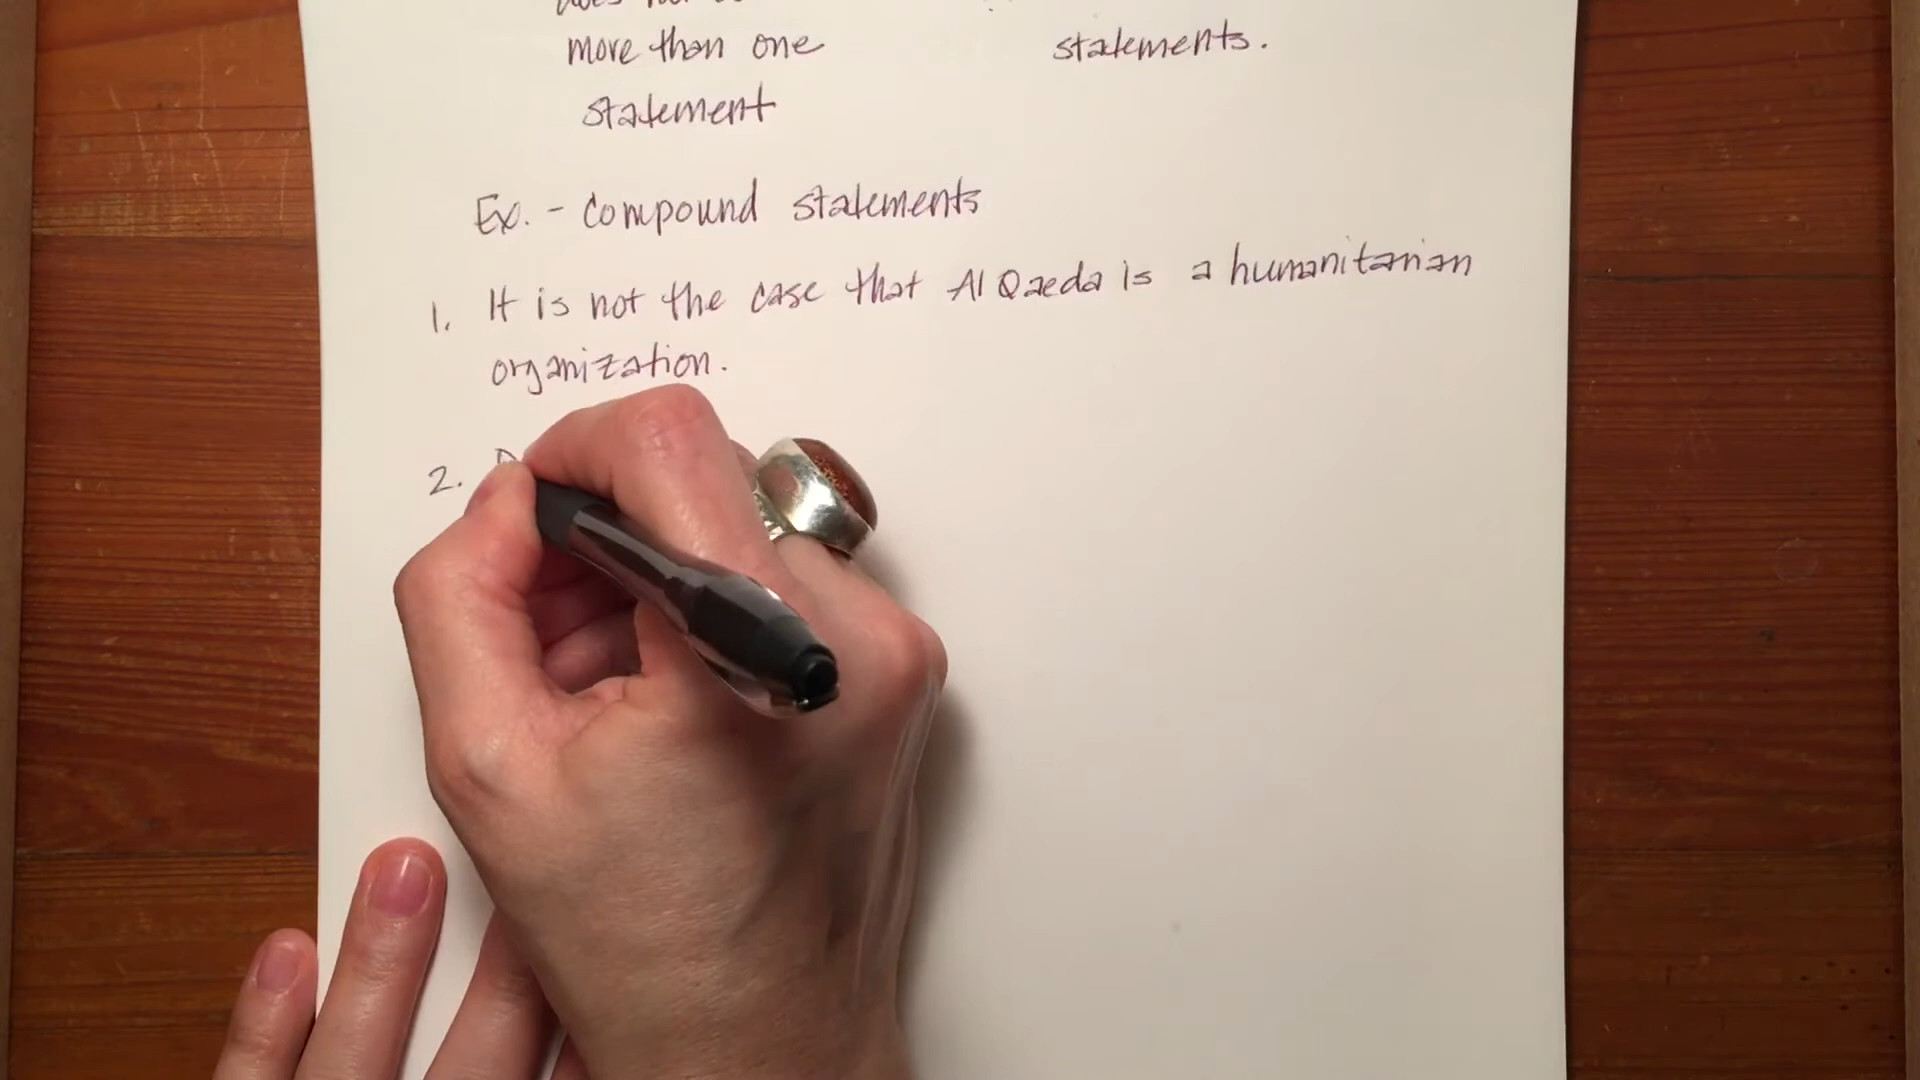 more than one statements.
statement
Ex. - compound statements
1. It is not the case that Al Qaeda is a humanitarian
organization.
2.